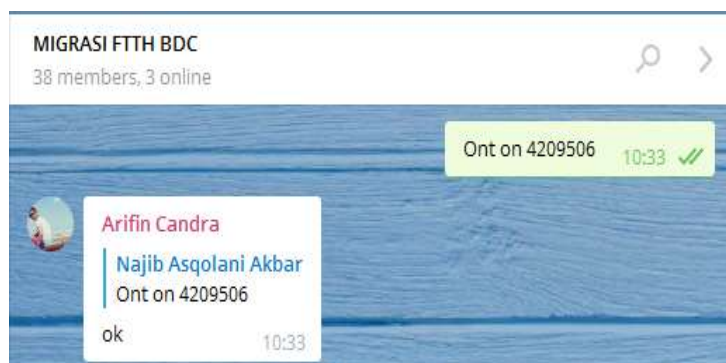 MIGRASI FTTH BDC
38 members, 3 online
Ont on 4209506 10:33
Arifin Candra
Najib Asqolani Akbar
Ont on 4209506
ok 10:33